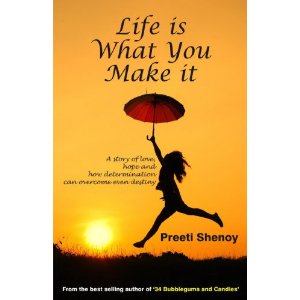 Life is
What You
Make it
A story of love,
hope and
how determination
can overcome even destiny
Preeti Shenoy
From the best selling author of '34 Bubblegums and Candies'